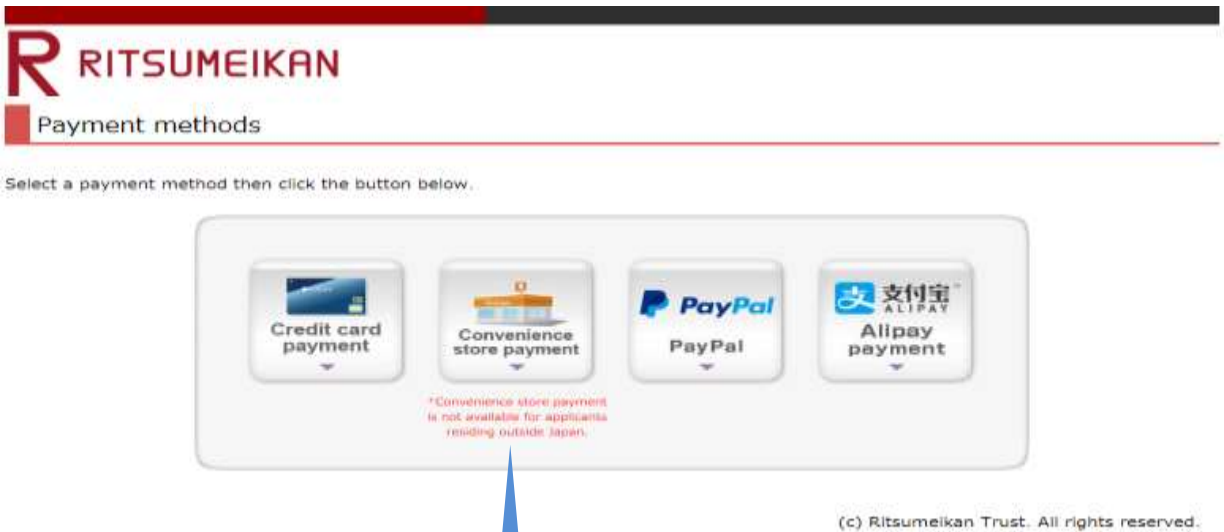 RITSUMEIKAN
Payment methods
Select a payment method then click the button below.
Credit card
payment
Convenience
store payment
*Convenience store payment
is not available for applicants
residing outside Japan.
PayPal
PayPal
支付宝
ALIPAY
Alipay
payment
(c) Ritsumeikan Trust. All rights reserved.